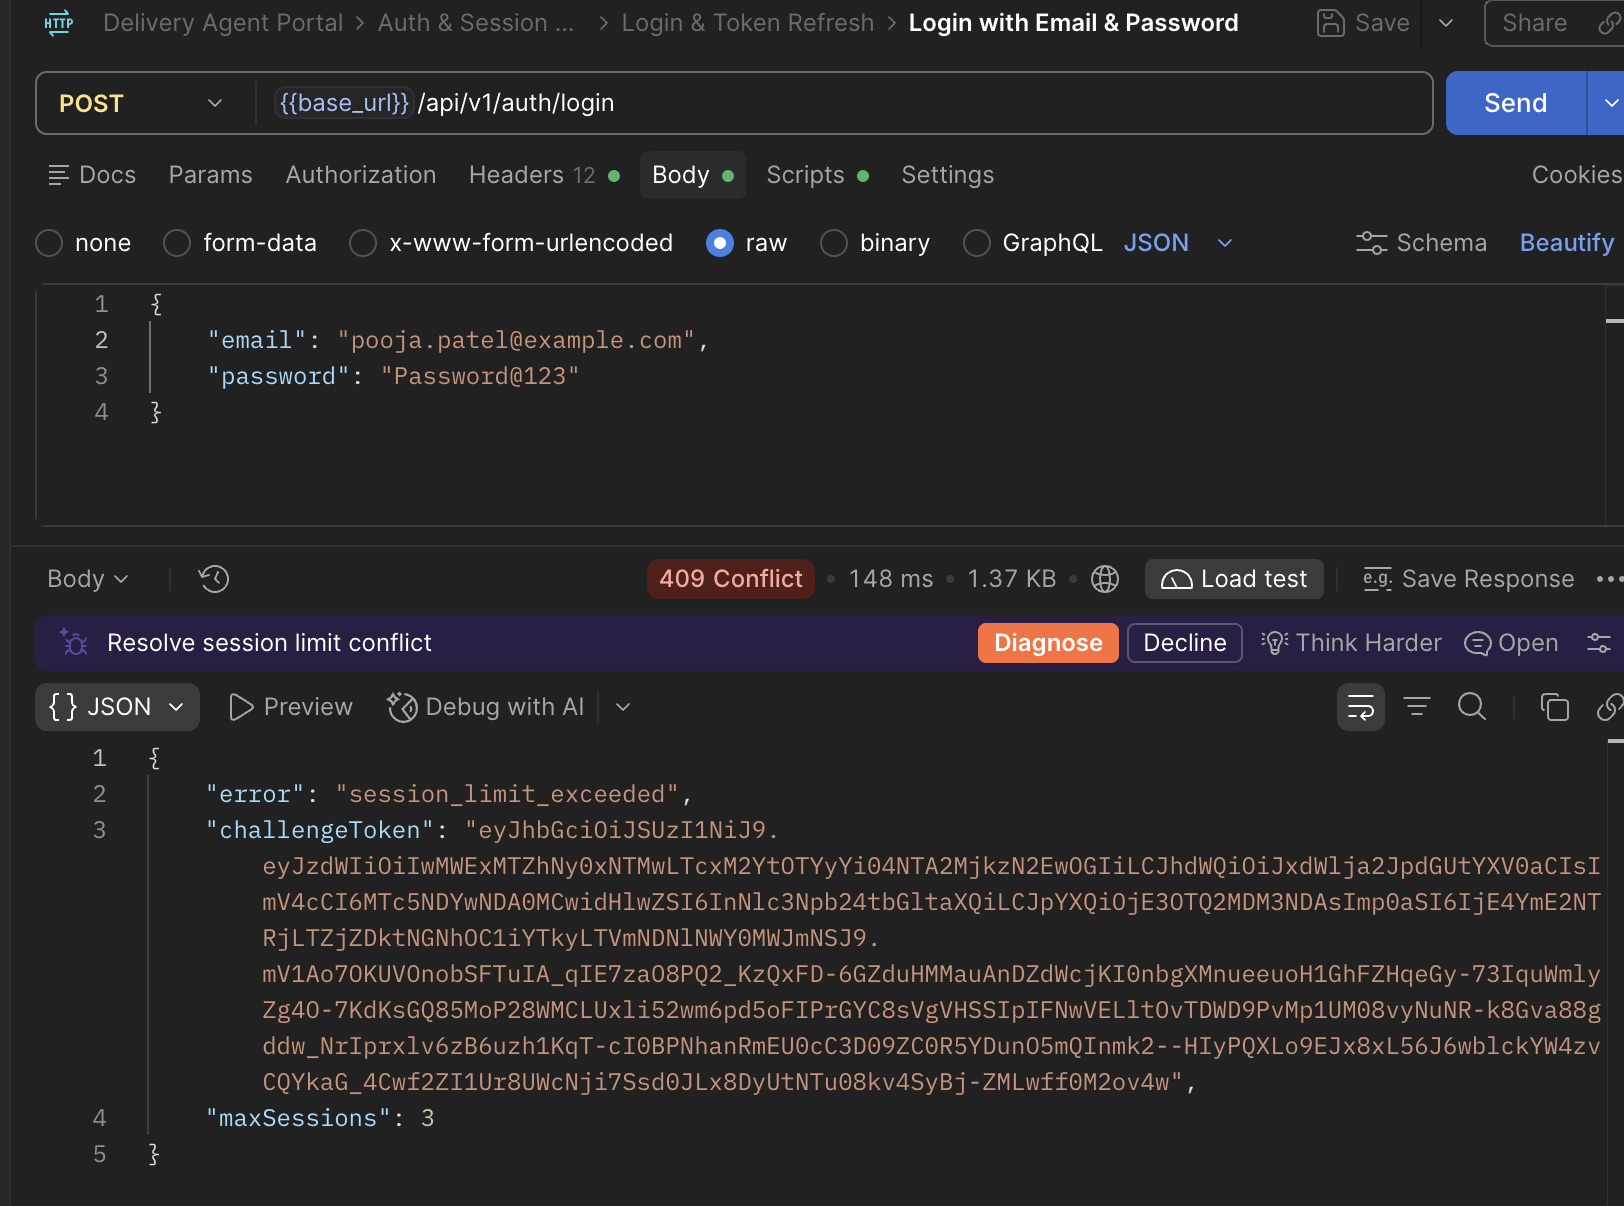 HTTP Delivery Agent Portal > Auth & Session ... > Login & Token Refresh > Login with Email & Password Save Share
POST {{base_url}}/api/v1/auth/login Send
Docs Params Authorization Headers 12 Body Scripts Settings Cookies
none form-data x-www-form-urlencoded raw binary GraphQL JSON Schema Beautify
1 {
2 "email": "pooja.patel@example.com",
3 "password": "Password@123"
4 }
Body 409 Conflict • 148 ms • 1.37 KB • Load test e.g. Save Response
Resolve session limit conflict Diagnose Decline Think Harder Open
{} JSON Preview Debug with AI
1 {
2 "error": "session_limit_exceeded",
3 "challengeToken": "eyJhbGciOiJSUzI1NiJ9.
eyJzdWIiOiIwMWExMTZhNy0xNTMwLTcxM2YtOTYyYi04NTA2MjkzN2EwOGIiLCJhdWQiOiJxdWlja2JpdGUtYXV0aCIsI
mV4cCI6MTc5NDYwNDA0MCwidHlwZSI6InNlc3Npb24tbGltaXQiLCJpYXQiOjE3OTQ2MDM3NDAsImp0aSI6IjE4YmE2NT
RjLTZjZDktNGNhOC1iYTkyLTVmNDNlNWY0MWJmNSJ9.
mV1Ao7OKUVOnobSFTuIA_qIE7zaO8PQ2_KzQxFD-6GZduHMMauAnDZdWcjKI0nbgXMnueeuoH1GhFZHqeGy-73IquWmly
Zg4O-7KdKsGQ85MoP28WMCLUxli52wm6pd5oFIPrGYC8sVgVHSSIpIFNwVELltOvTDWD9PvMp1UM08vyNuNR-k8Gva88g
ddw_NrIprxlv6zB6uzh1KqT-cI0BPNhanRmEU0cC3D09ZC0R5YDunO5mQInmk2--HIyPQXLo9EJx8xL56J6wblckYW4zv
CQYkaG_4Cwf2ZI1Ur8UWcNji7Ssd0JLx8DyUtNTu08kv4SyBj-ZMLwff0M2ov4w",
4 "maxSessions": 3
5 }